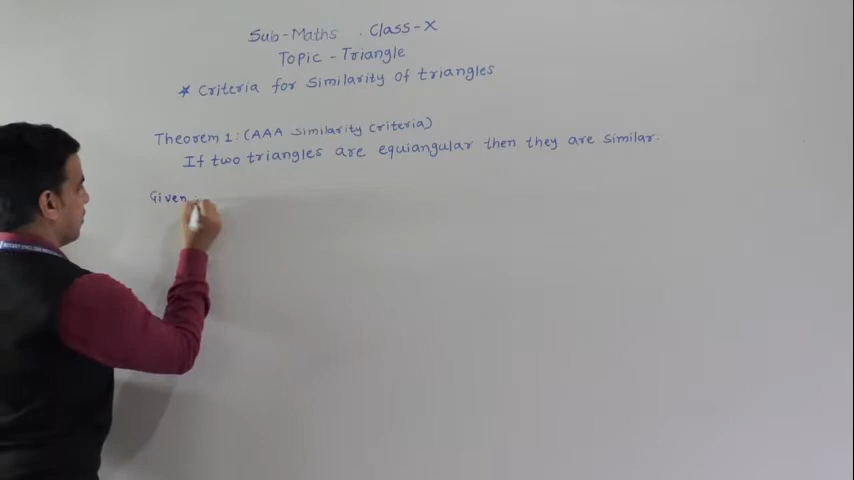 Sub-Maths . Class-X
Topic - Triangle
* Criteria for Similarity of triangles
Theorem 1: (AAA Similarity Criteria)
If two triangles are equiangular then they are similar.
Given :